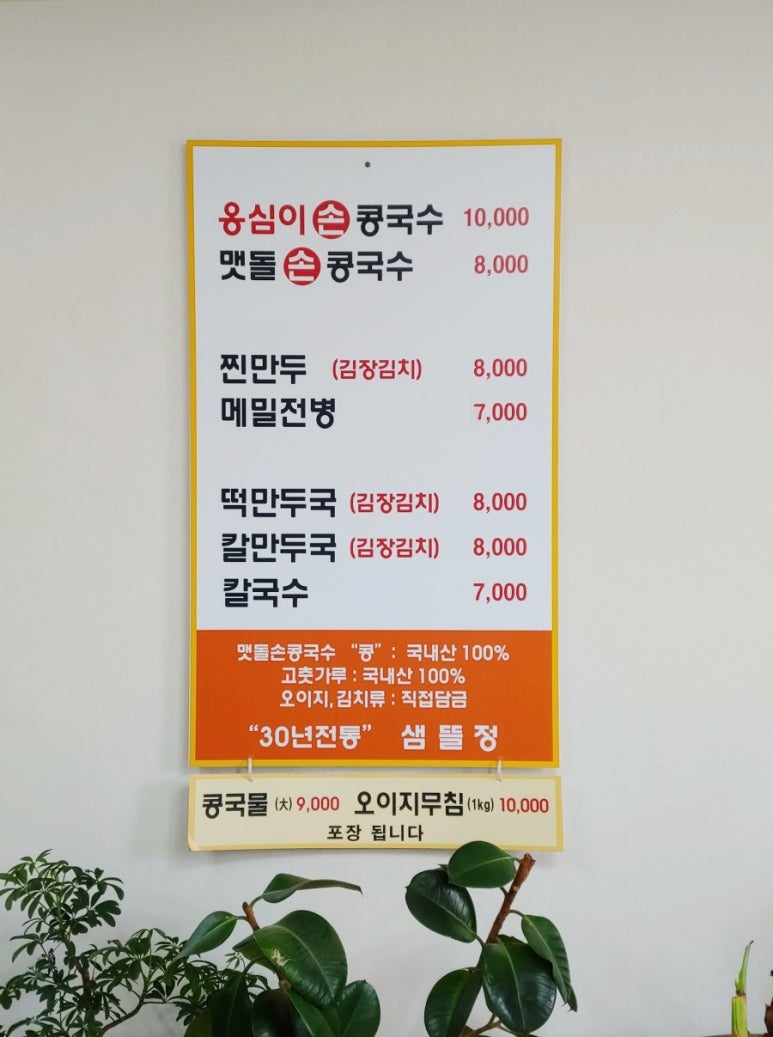 옹심이 손 콩국수 10,000
맷돌 손 콩국수 8,000
찐만두 (김장김치) 8,000
메밀전병 7,000
떡만두국 (김장김치) 8,000
칼만두국 (김장김치) 8,000
칼국수 7,000
맷돌손콩국수 “콩” : 국내산 100%
고춧가루 : 국내산 100%
오이지, 김치류 : 직접담금
“30년전통” 샘뜰정
콩국물 (大) 9,000 오이지무침 (1kg) 10,000
포장 됩니다